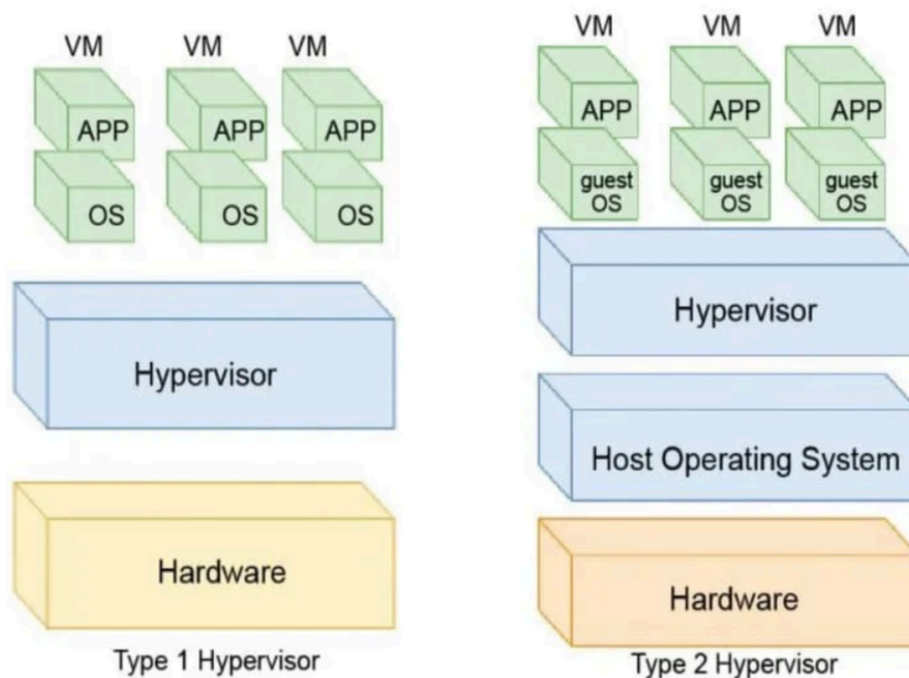 VM VM VM
APP APP APP
OS OS OS
Hypervisor
Hardware
Type 1 Hypervisor
VM VM VM
APP APP APP
guest OS guest OS guest OS
Hypervisor
Host Operating System
Hardware
Type 2 Hypervisor